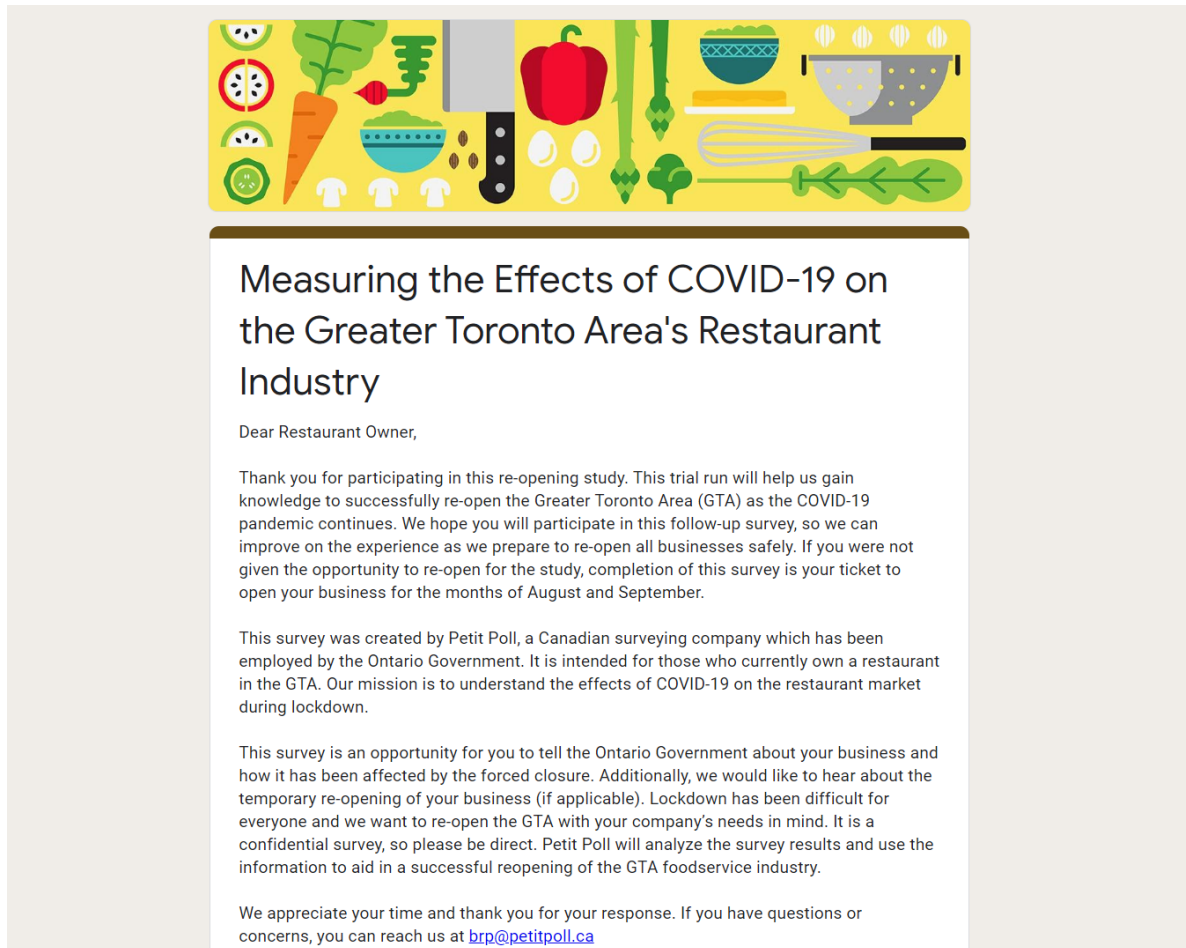 Measuring the Effects of COVID-19 on
the Greater Toronto Area's Restaurant
Industry
Dear Restaurant Owner,
Thank you for participating in this re-opening study. This trial run will help us gain
knowledge to successfully re-open the Greater Toronto Area (GTA) as the COVID-19
pandemic continues. We hope you will participate in this follow-up survey, so we can
improve on the experience as we prepare to re-open all businesses safely. If you were not
given the opportunity to re-open for the study, completion of this survey is your ticket to
open your business for the months of August and September.
This survey was created by Petit Poll, a Canadian surveying company which has been
employed by the Ontario Government. It is intended for those who currently own a restaurant
in the GTA. Our mission is to understand the effects of COVID-19 on the restaurant market
during lockdown.
This survey is an opportunity for you to tell the Ontario Government about your business and
how it has been affected by the forced closure. Additionally, we would like to hear about the
temporary re-opening of your business (if applicable). Lockdown has been difficult for
everyone and we want to re-open the GTA with your company’s needs in mind. It is a
confidential survey, so please be direct. Petit Poll will analyze the survey results and use the
information to aid in a successful reopening of the GTA foodservice industry.
We appreciate your time and thank you for your response. If you have questions or
concerns, you can reach us at brp@petitpoll.ca